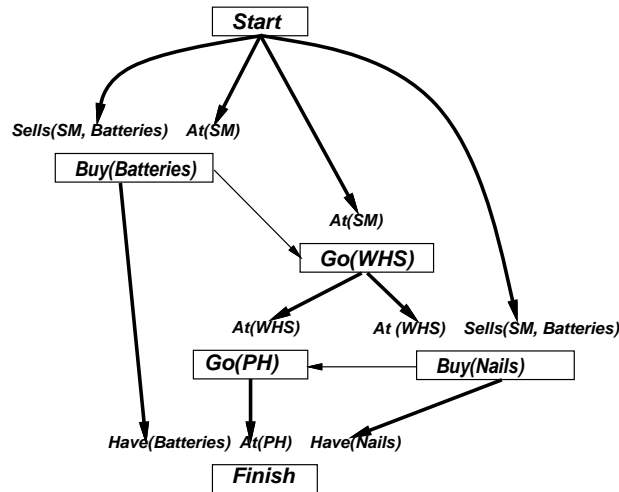 Start
Sells(SM, Batteries) At(SM)
Buy(Batteries)
At(SM)
Go(WHS)
At(WHS) At (WHS) Sells(SM, Batteries)
Go(PH) Buy(Nails)
Have(Batteries) At(PH) Have(Nails)
Finish